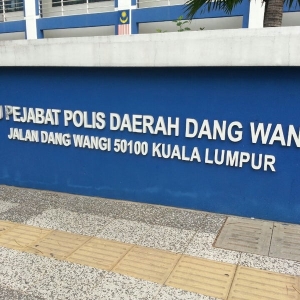 PEJABAT POLIS DAERAH DANG WAN
JALAN DANG WANGI 50100 KUALA LUMPUR